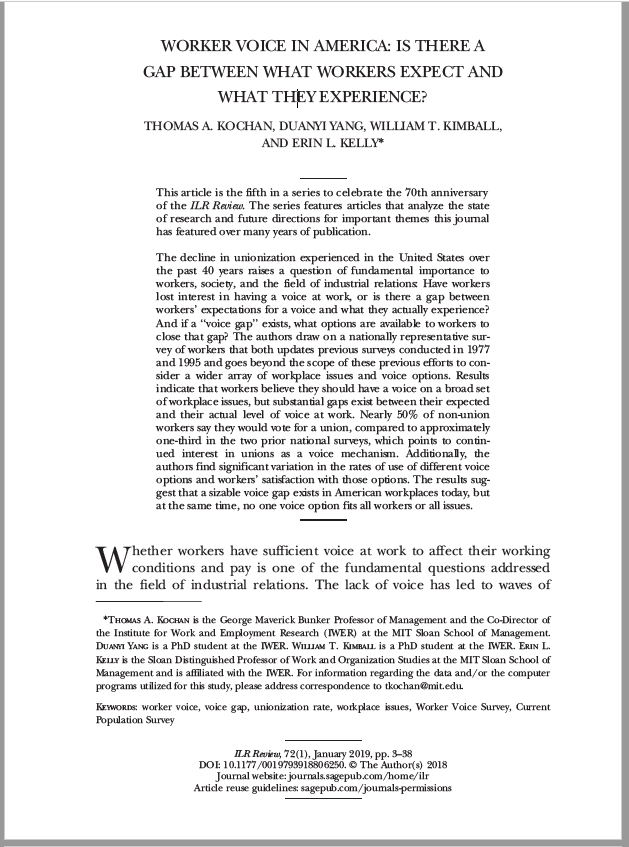 WORKER VOICE IN AMERICA: IS THERE A
GAP BETWEEN WHAT WORKERS EXPECT AND
WHAT THEY EXPERIENCE?
THOMAS A. KOCHAN, DUANYI YANG, WILLIAM T. KIMBALL,
AND ERIN L. KELLY*
This article is the fifth in a series to celebrate the 70th anniversary
of the ILR Review. The series features articles that analyze the state
of research and future directions for important themes this journal
has featured over many years of publication.
The decline in unionization experienced in the United States over
the past 40 years raises a question of fundamental importance to
workers, society, and the field of industrial relations: Have workers
lost interest in having a voice at work, or is there a gap between
workers' expectations for a voice and what they actually experience?
And if a "voice gap" exists, what options are available to workers to
close that gap? The authors draw on a nationally representative sur-
vey of workers that both updates previous surveys conducted in 1977
and 1995 and goes beyond the scope of these previous efforts to con-
sider a wider array of workplace issues and voice options. Results
indicate that workers believe they should have a voice on a broad set
of workplace issues, but substantial gaps exist between their expected
and their actual level of voice at work. Nearly 50% of non-union
workers say they would vote for a union, compared to approximately
one-third in the two prior national surveys, which points to contin-
ued interest in unions as a voice mechanism. Additionally, the
authors find significant variation in the rates of use of different voice
options and workers' satisfaction with those options. The results sug-
gest that a sizable voice gap exists in American workplaces today, but
at the same time, no one voice option fits all workers or all issues.
Whether workers have sufficient voice at work to affect their working
conditions and pay is one of the fundamental questions addressed
in the field of industrial relations. The lack of voice has led to waves of
*THOMAS A. KOCHAN is the George Maverick Bunker Professor of Management and the Co-Director of
the Institute for Work and Employment Research (IWER) at the MIT Sloan School of Management.
DUANYI YANG is a PhD student at the IWER. WILLIAM T. KIMBALL is a PhD student at the IWER. ERIN L.
KELLY is the Sloan Distinguished Professor of Work and Organization Studies at the MIT Sloan School of
Management and is affiliated with the IWER. For information regarding the data and/or the computer
programs utilized for this study, please address correspondence to tkochan@mit.edu.
KEYWORDS: worker voice, voice gap, unionization rate, workplace issues, Worker Voice Survey, Current
Population Survey
ILR Review, 72(1), January 2019, pp. 3–38
DOI: 10.1177/0019793918806250. © The Author(s) 2018
Journal website: journals.sagepub.com/home/ilr
Article reuse guidelines: sagepub.com/journals-permissions